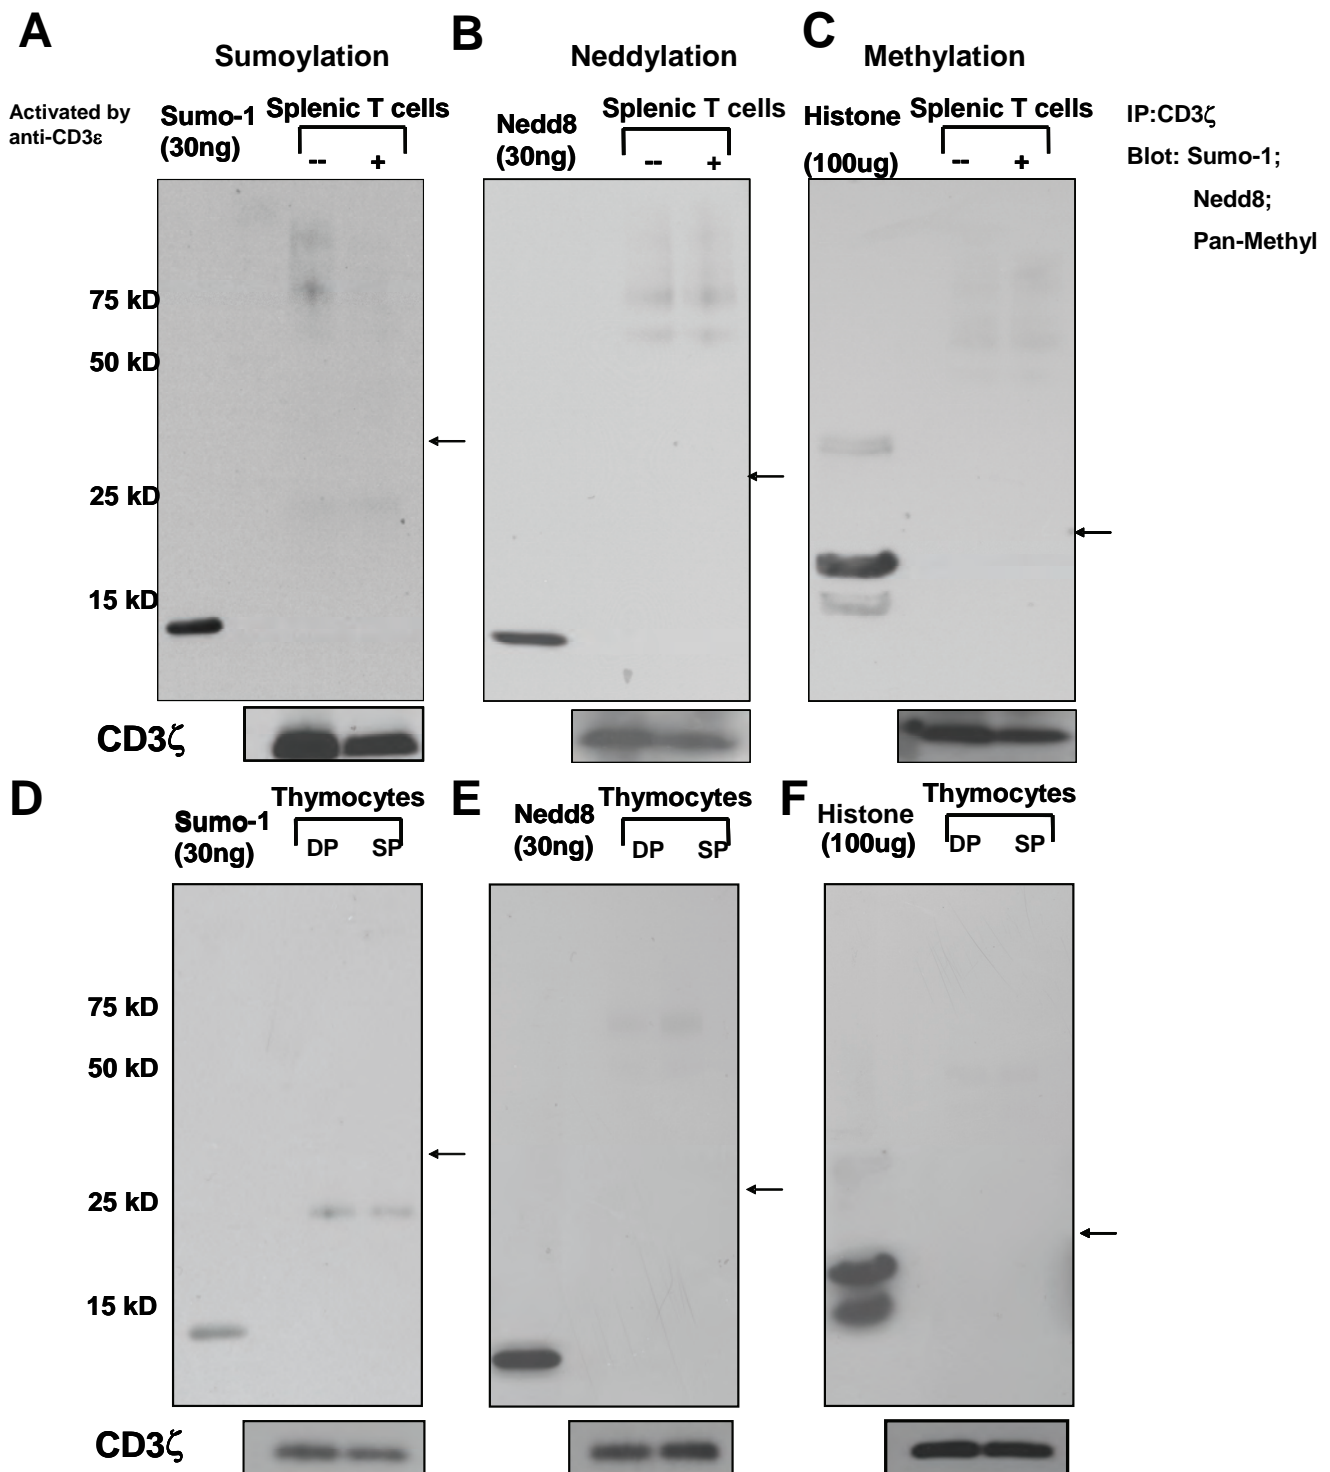 A
B
C
Sumoylation
Neddylation
Methylation
Activated by
anti-CD3ε
Sumo-1
(30ng)
Splenic T cells
-- +
Nedd8
(30ng)
Splenic T cells
-- +
Histone
(100ug)
Splenic T cells
-- +
IP:CD3ζ
Blot: Sumo-1;
Nedd8;
Pan-Methyl
75 kD
50 kD
25 kD
15 kD
CD3ζ
D
Sumo-1
(30ng)
Thymocytes
DP SP
E
Nedd8
(30ng)
Thymocytes
DP SP
F
Histone
(100ug)
Thymocytes
DP SP
75 kD
50 kD
25 kD
15 kD
CD3ζ